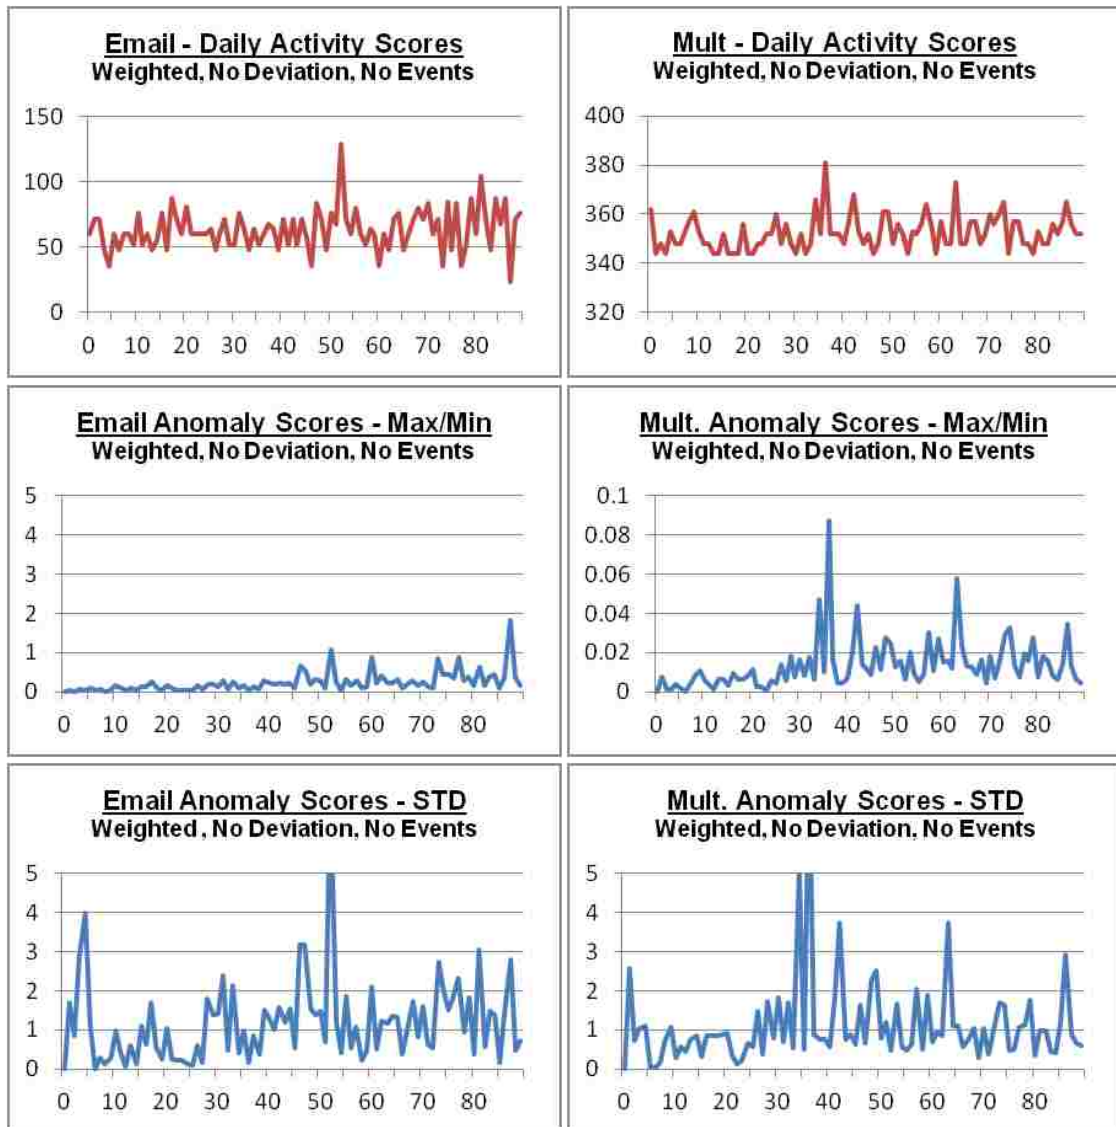 Email - Daily Activity Scores
Weighted, No Deviation, No Events
150
100
50
0
0 10 20 30 40 50 60 70 80
Mult - Daily Activity Scores
Weighted, No Deviation, No Events
400
380
360
340
320
0 10 20 30 40 50 60 70 80
Email Anomaly Scores - Max/Min
Weighted, No Deviation, No Events
5
4
3
2
1
0
0 10 20 30 40 50 60 70 80
Mult. Anomaly Scores - Max/Min
Weighted, No Deviation, No Events
0.1
0.08
0.06
0.04
0.02
0
0 10 20 30 40 50 60 70 80
Email Anomaly Scores - STD
Weighted , No Deviation, No Events
5
4
3
2
1
0
0 10 20 30 40 50 60 70 80
Mult. Anomaly Scores - STD
Weighted, No Deviation, No Events
5
4
3
2
1
0
0 10 20 30 40 50 60 70 80